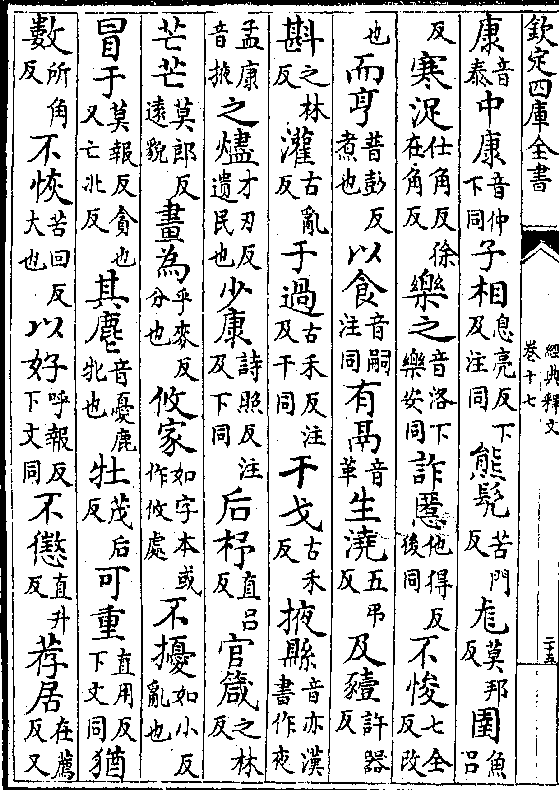 欽定四庫全書
經典釋文
卷十七
二十五
康音泰中康音仲下同子相息亮反下及注同熊髡苦門反尨莫邦反圉魚吕
反寒浞仕角反徐在角反樂之音洛下樂安同詐慝他得反後同不悛七全反改
也而亨普彭反煮也以食音嗣注同有鬲音革生澆五弔反及豷許器反
斟之林反灌古亂反于過古禾反注及下同干戈古禾反掖縣音亦漢書作夜
孟康音掖之燼才刃反遺民也少康詩照反注及下同后杼直吕反官箴之林反
芒芒莫郎反遠貌畫為乎麥反分也攸家如字本或作攸處不擾如小反亂也
冒于莫報反貪也又亡北反其麀音憂鹿牝也牡茂后反可重直用反下文同猶
數所角反不恢苦回反大也以好呼報反下文同不懲直升反荐居在薦反又